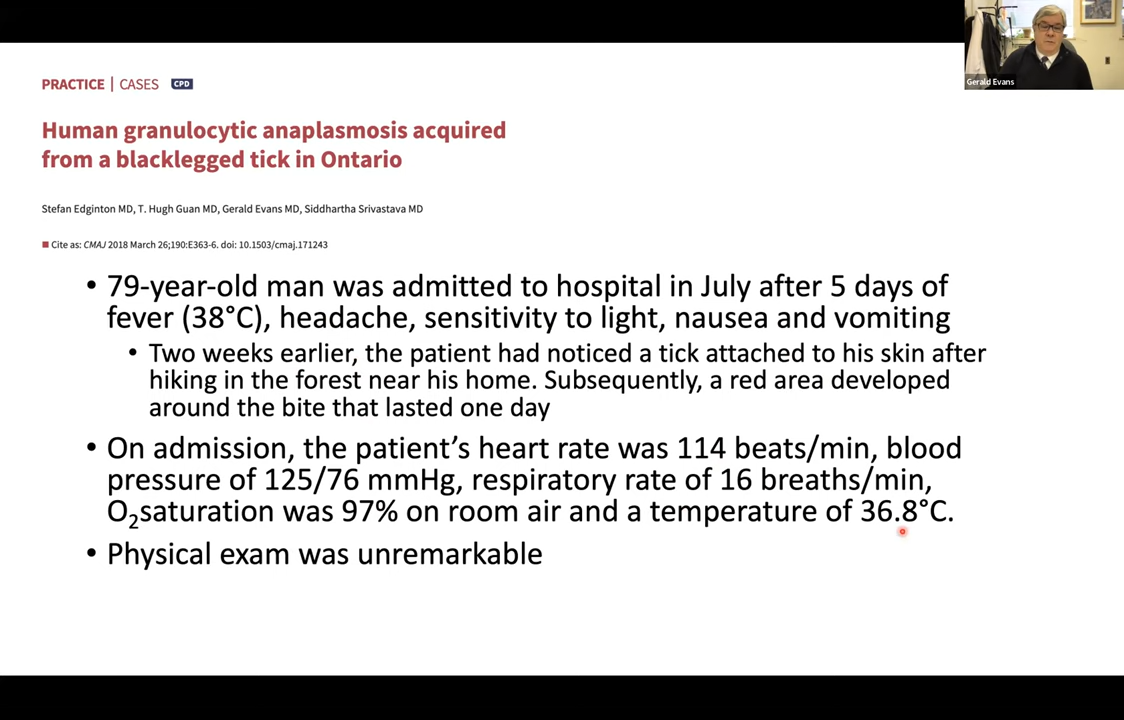 Gerald Evans
PRACTICE | CASES CPD
Human granulocytic anaplasmosis acquired
from a blacklegged tick in Ontario
Stefan Edginton MD, T. Hugh Guan MD, Gerald Evans MD, Siddhartha Srivastava MD
■ Cite as: CMAJ 2018 March 26;190:E363-6. doi: 10.1503/cmaj.171243
• 79-year-old man was admitted to hospital in July after 5 days of
fever (38°C), headache, sensitivity to light, nausea and vomiting
• Two weeks earlier, the patient had noticed a tick attached to his skin after
hiking in the forest near his home. Subsequently, a red area developed
around the bite that lasted one day
• On admission, the patient’s heart rate was 114 beats/min, blood
pressure of 125/76 mmHg, respiratory rate of 16 breaths/min,
O₂saturation was 97% on room air and a temperature of 36.8°C.
• Physical exam was unremarkable